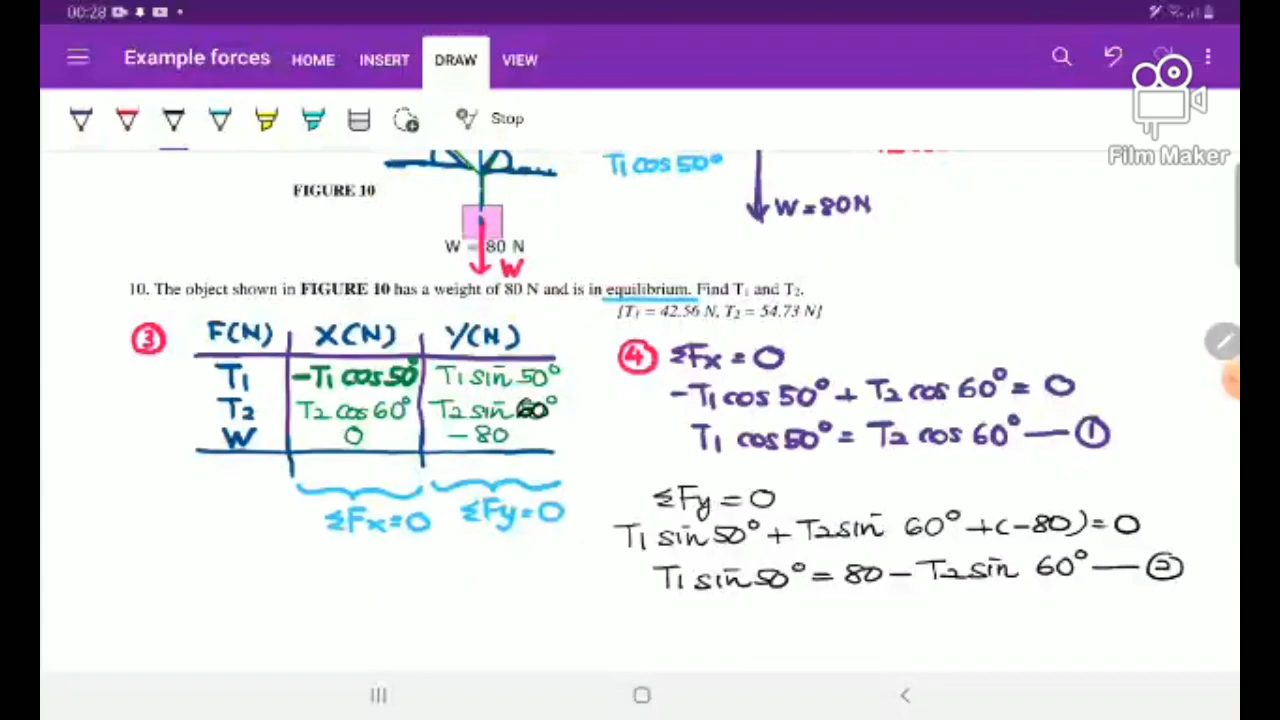 00:28
Example forces HOME INSERT DRAW VIEW
Stop
Film Maker
T1 cos 50°
W = 80N
FIGURE 10
W = 80 N
W
10. The object shown in FIGURE 10 has a weight of 80 N and is in equilibrium. Find T₁ and T₂.
[T₁ = 42.56 N, T₂ = 54.73 N]
③ F(N) X(N) Y(N)
T1 -T1 cos 50° T1 sin 50°
T2 T2 cos 60° T2 sin 60°
W 0 -80
ΣFx=0 ΣFy=0
④ ΣFx = 0
-T1 cos 50° + T2 cos 60° = 0
T1 cos 50° = T2 cos 60° — ①
ΣFy = 0
T1 sin 50° + T2 sin 60° + (-80) = 0
T1 sin 50° = 80 - T2 sin 60° — ②